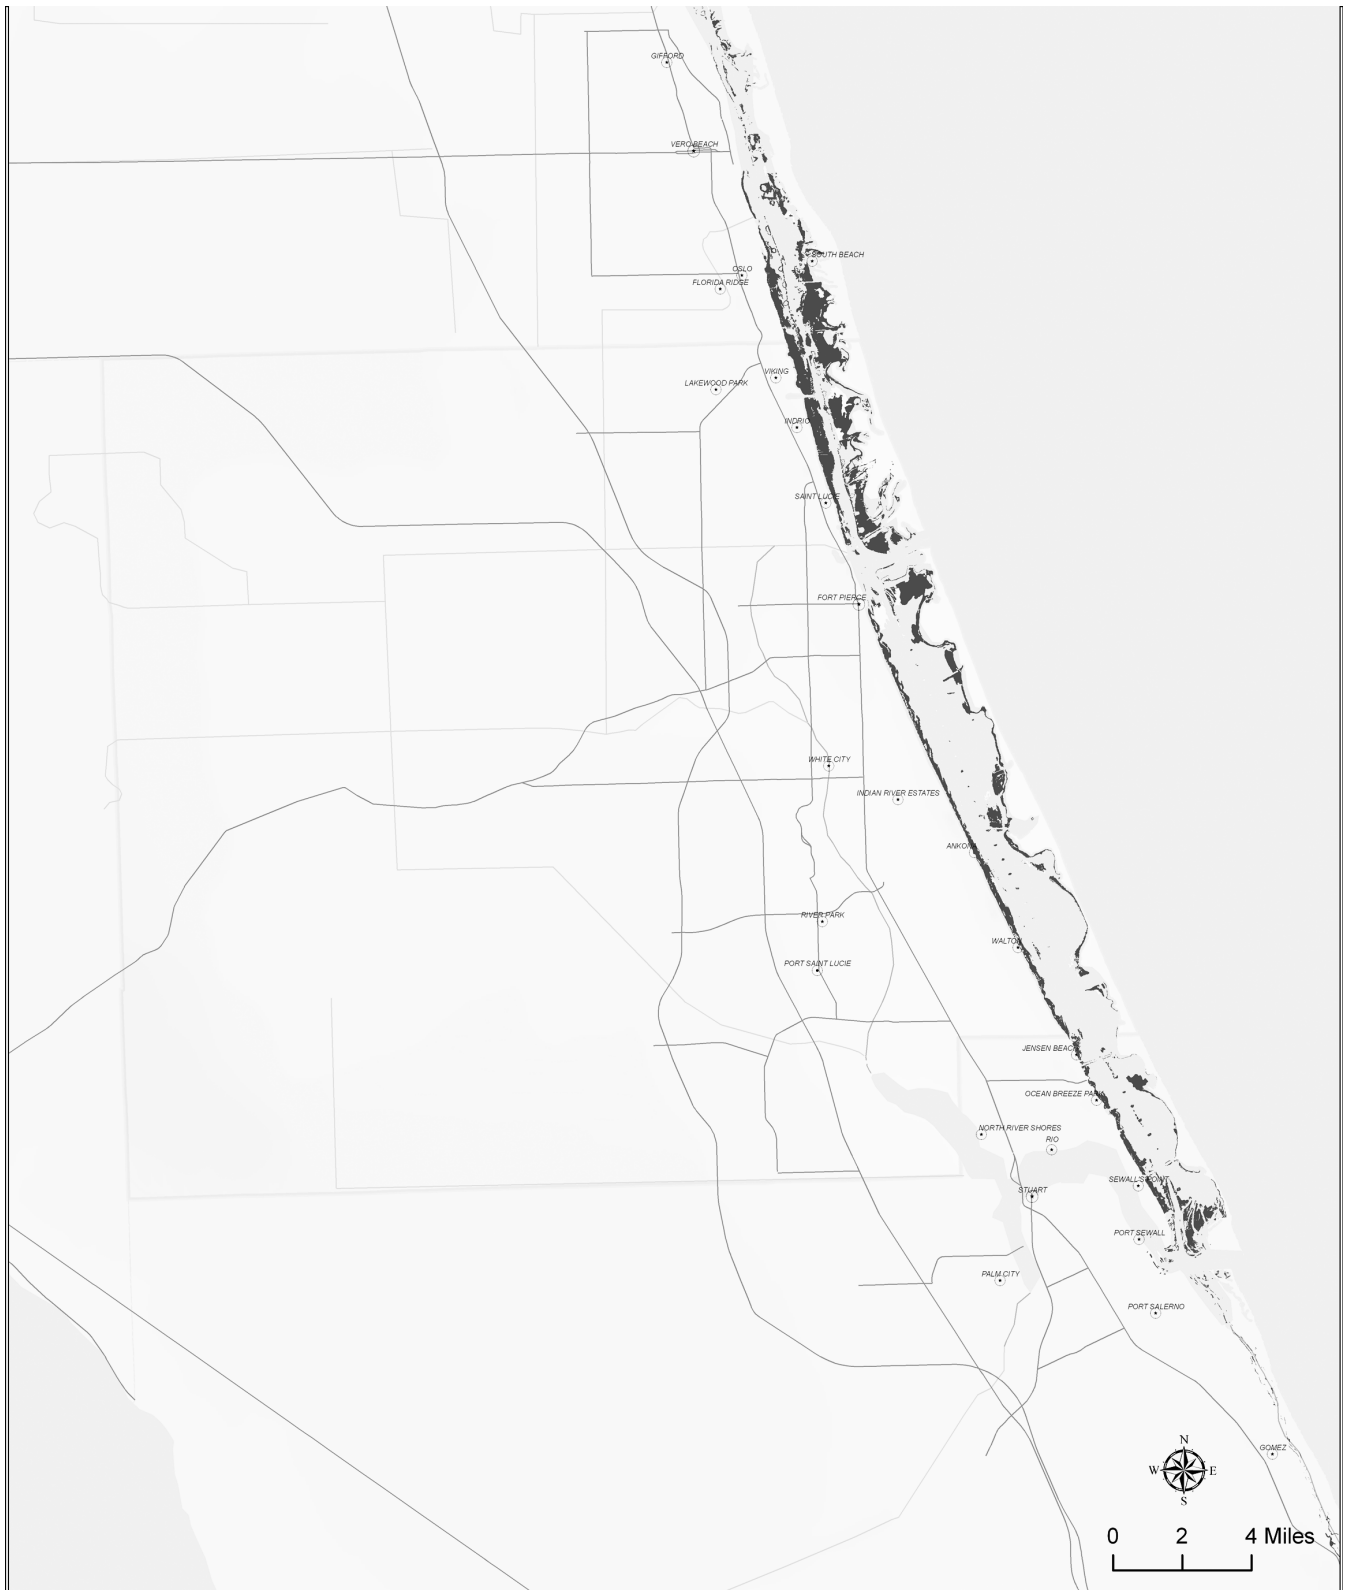 GIFFORD
VERO BEACH
SOUTH BEACH
OSLO
FLORIDA RIDGE
VIKING
LAKEWOOD PARK
INDRIO
SAINT LUCIE
FORT PIERCE
WHITE CITY
INDIAN RIVER ESTATES
ANKONA
RIVER PARK
WALTON
PORT SAINT LUCIE
JENSEN BEACH
OCEAN BREEZE PARK
NORTH RIVER SHORES
RIO
SEWALL'S POINT
STUART
PORT SEWALL
PALM CITY
PORT SALERNO
GOMEZ
N
W E
S
0 2 4 Miles